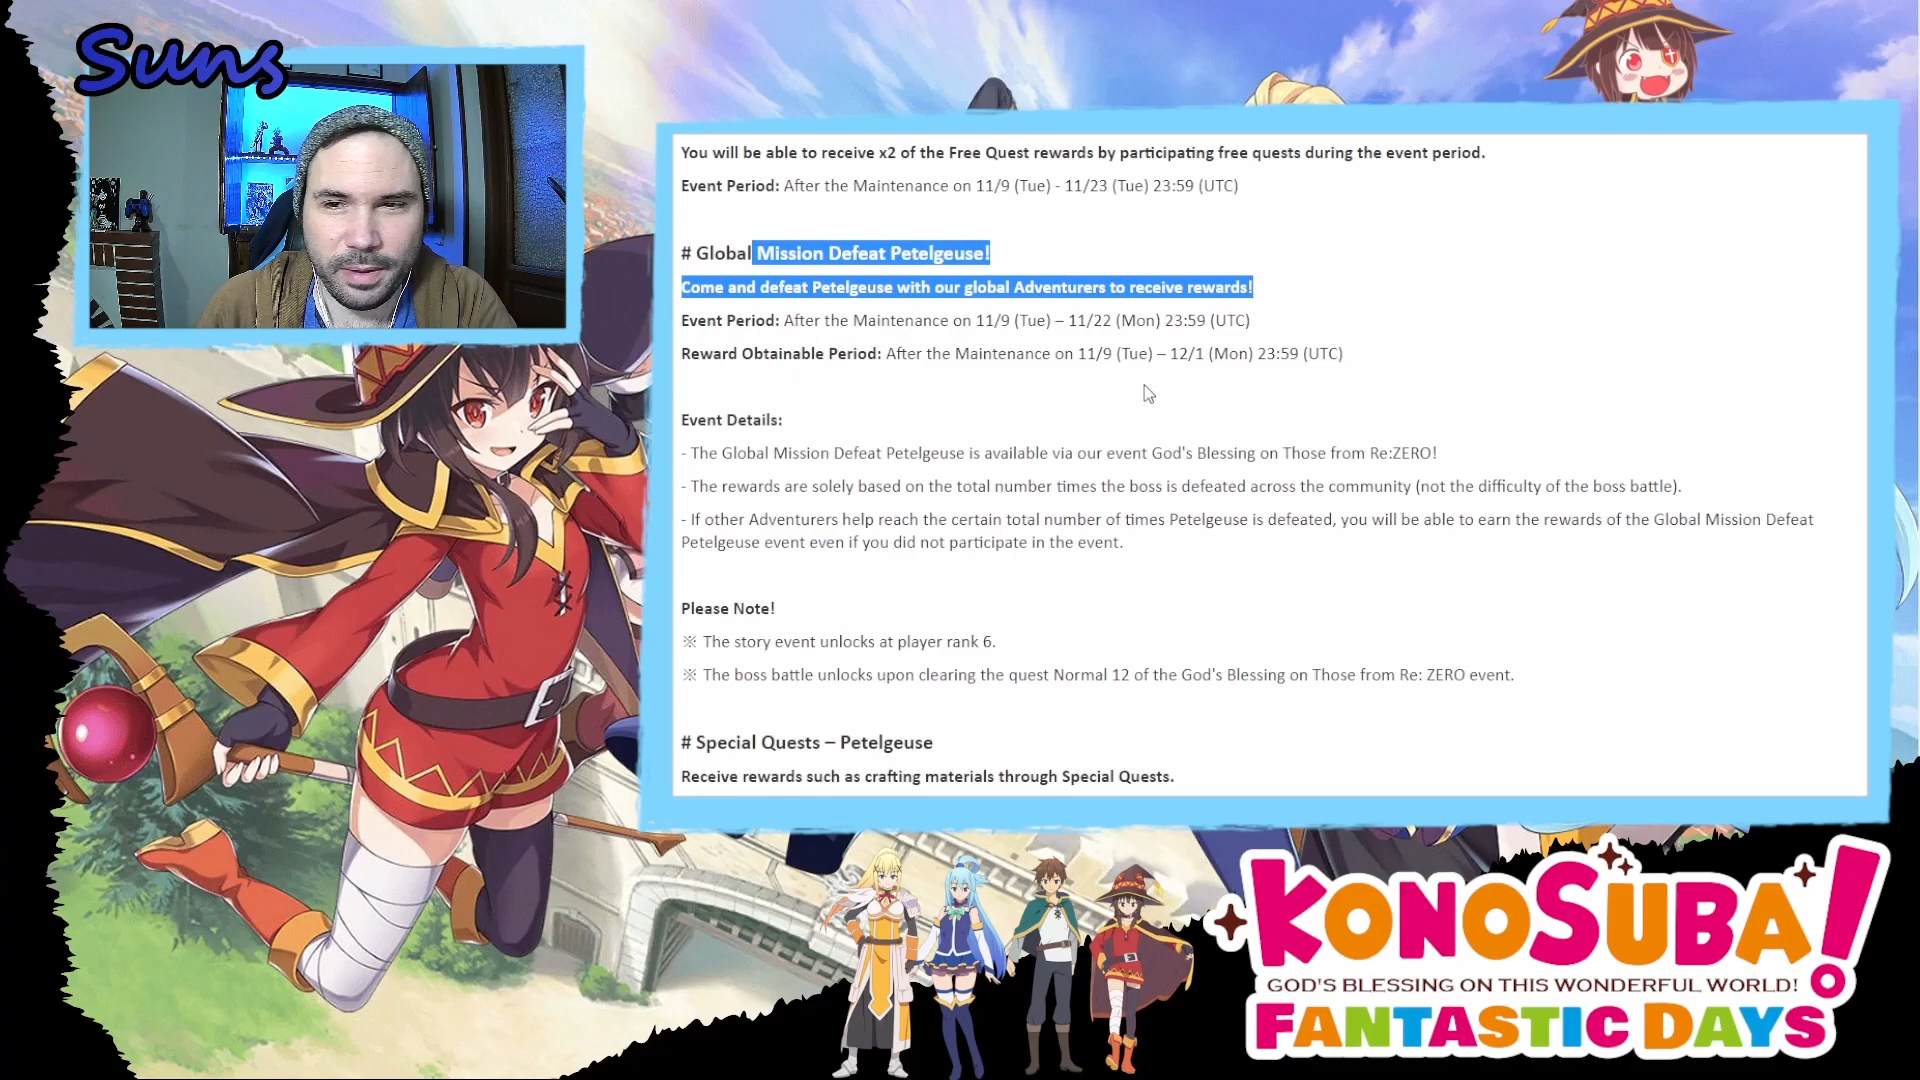 Suns
You will be able to receive x2 of the Free Quest rewards by participating free quests during the event period.
Event Period: After the Maintenance on 11/9 (Tue) - 11/23 (Tue) 23:59 (UTC)
# Global Mission Defeat Petelgeuse!
Come and defeat Petelgeuse with our global Adventurers to receive rewards!
Event Period: After the Maintenance on 11/9 (Tue) – 11/22 (Mon) 23:59 (UTC)
Reward Obtainable Period: After the Maintenance on 11/9 (Tue) – 12/1 (Mon) 23:59 (UTC)
Event Details:
- The Global Mission Defeat Petelgeuse is available via our event God's Blessing on Those from Re:ZERO!
- The rewards are solely based on the total number times the boss is defeated across the community (not the difficulty of the boss battle).
- If other Adventurers help reach the certain total number of times Petelgeuse is defeated, you will be able to earn the rewards of the Global Mission Defeat
Petelgeuse event even if you did not participate in the event.
Please Note!
※ The story event unlocks at player rank 6.
※ The boss battle unlocks upon clearing the quest Normal 12 of the God's Blessing on Those from Re: ZERO event.
# Special Quests – Petelgeuse
Receive rewards such as crafting materials through Special Quests.
KONOSUBA!
GOD'S BLESSING ON THIS WONDERFUL WORLD!
FANTASTIC DAYS